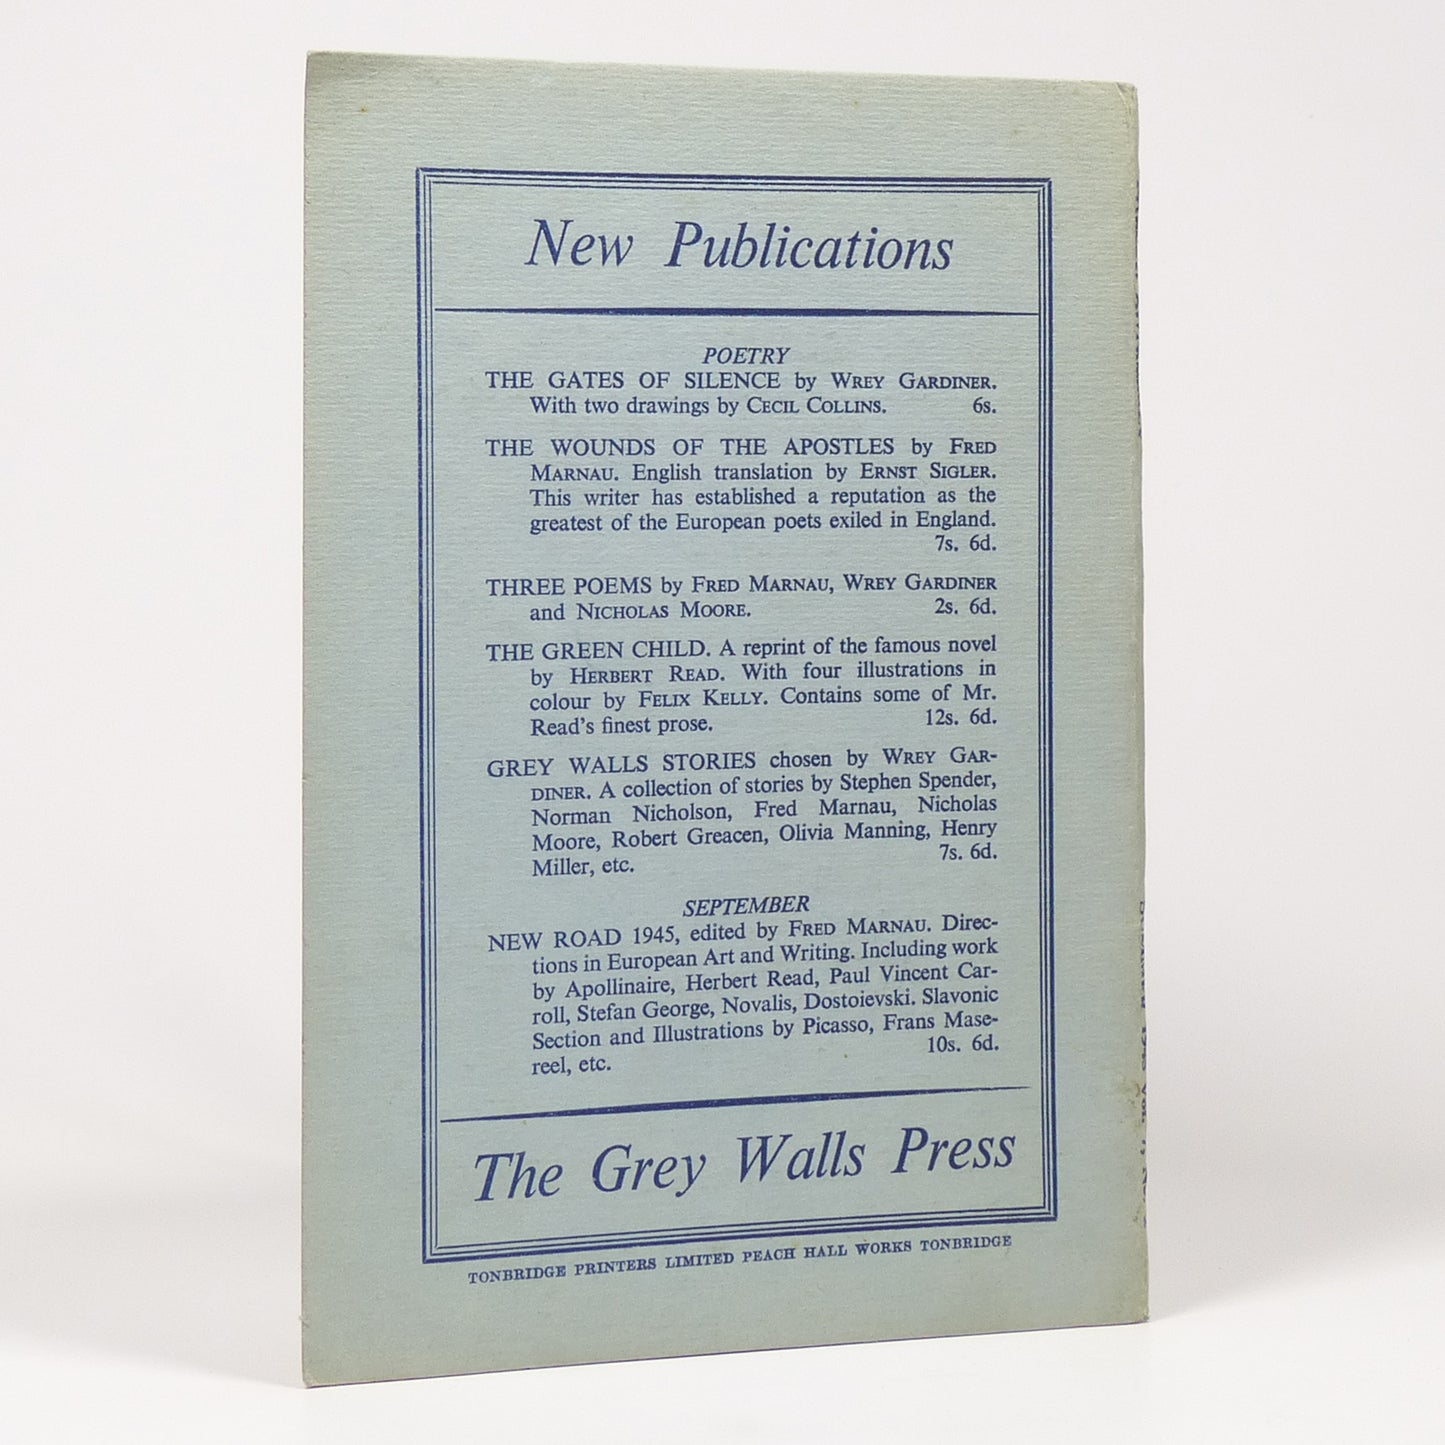 New Publications
POETRY
THE GATES OF SILENCE by WREY GARDINER.
With two drawings by CECIL COLLINS. 6s.
THE WOUNDS OF THE APOSTLES by FRED
MARNAU. English translation by ERNST SIGLER.
This writer has established a reputation as the
greatest of the European poets exiled in England.
7s. 6d.
THREE POEMS by FRED MARNAU, WREY GARDINER
and NICHOLAS MOORE. 2s. 6d.
THE GREEN CHILD. A reprint of the famous novel
by HERBERT READ. With four illustrations in
colour by FELIX KELLY. Contains some of Mr.
Read's finest prose. 12s. 6d.
GREY WALLS STORIES chosen by WREY GAR-
DINER. A collection of stories by Stephen Spender,
Norman Nicholson, Fred Marnau, Nicholas
Moore, Robert Greacen, Olivia Manning, Henry
Miller, etc. 7s. 6d.
SEPTEMBER
NEW ROAD 1945, edited by FRED MARNAU. Direc-
tions in European Art and Writing. Including work
by Apollinaire, Herbert Read, Paul Vincent Car-
roll, Stefan George, Novalis, Dostoievski. Slavonic
Section and Illustrations by Picasso, Frans Mase-
reel, etc. 10s. 6d.
The Grey Walls Press
TONBRIDGE PRINTERS LIMITED PEACH HALL WORKS TONBRIDGE